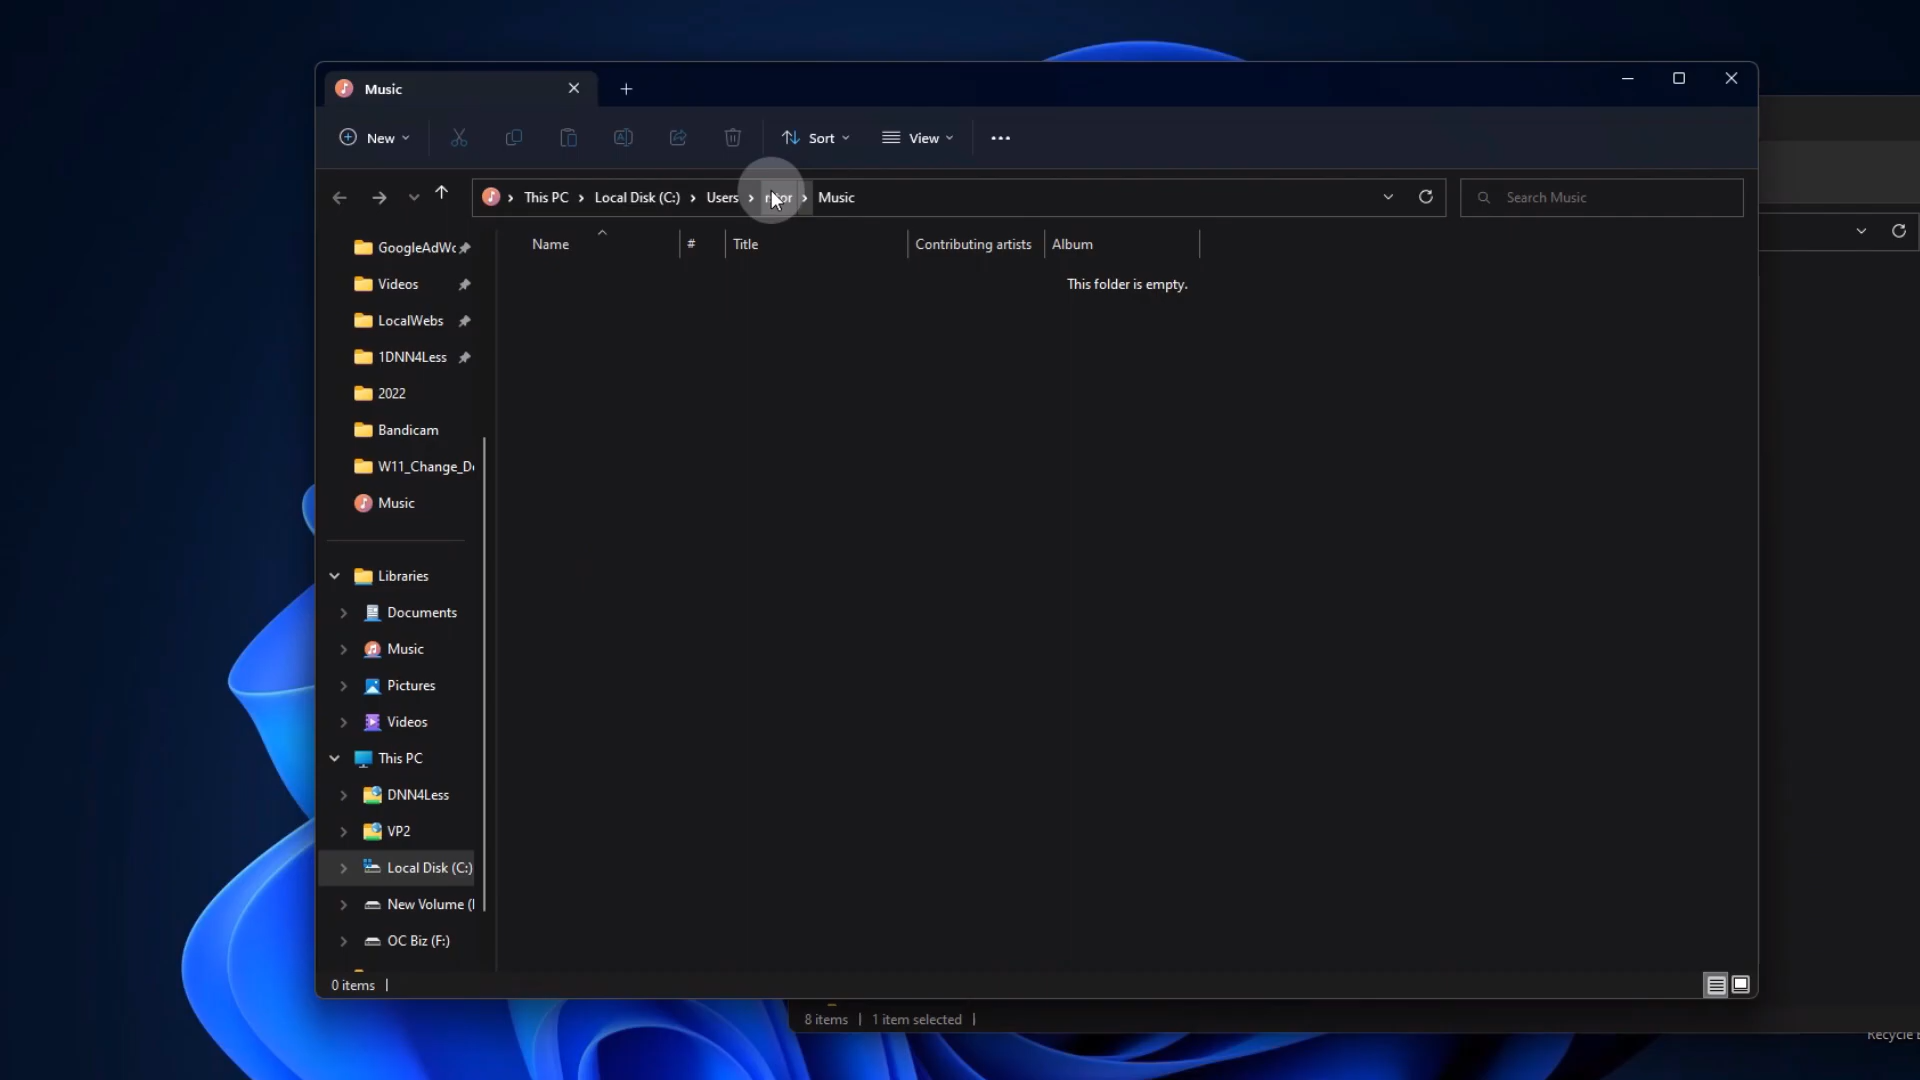 Music
New
Sort
View
This PC
Local Disk (C:)
Users
Music
Search Music
Name
#
Title
Contributing artists
Album
This folder is empty.
GoogleAdWc
Videos
LocalWebs
1DNN4Less
2022
Bandicam
W11_Change_D
Music
Libraries
Documents
Music
Pictures
Videos
This PC
DNN4Less
VP2
Local Disk (C:)
New Volume (
OC Biz (F:)
0 items
8 items
1 item selected
Recycle